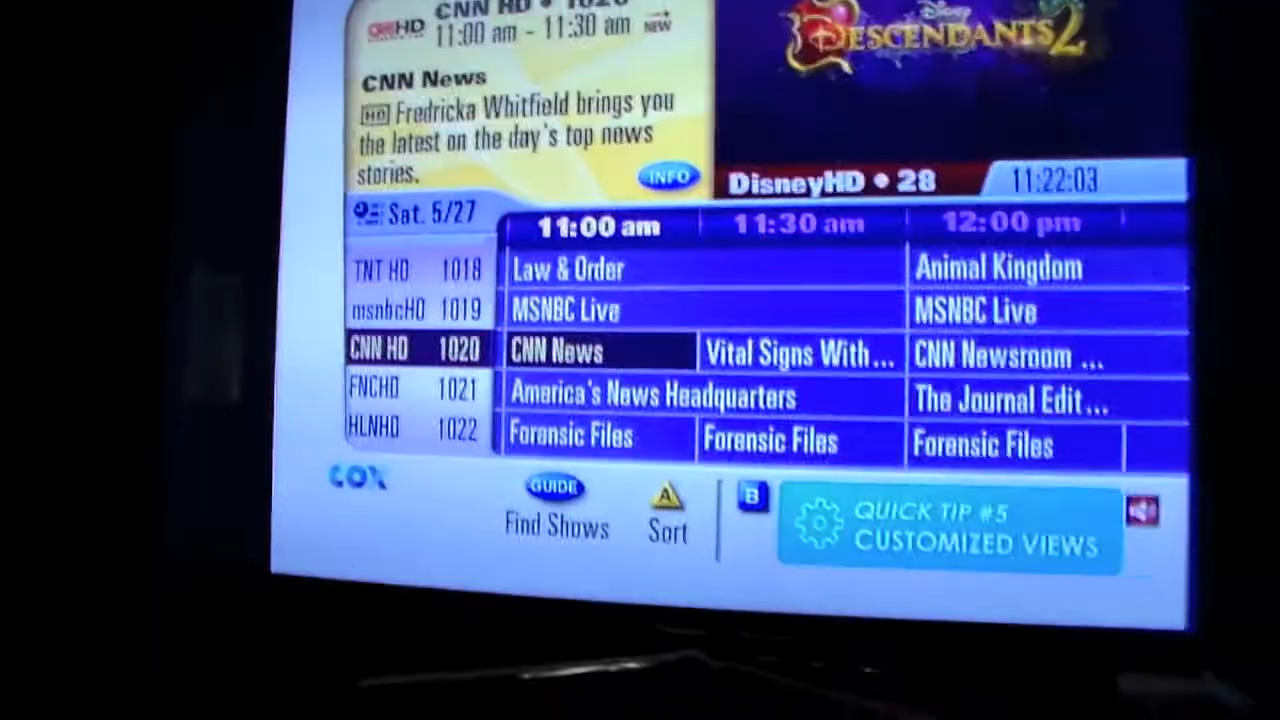 CNN HD • 1020
CNN HD
11:00 am - 11:30 am NEW
CNN News
HD Fredricka Whitfield brings you
the latest on the day's top news
stories.
INFO
Disney
DESCENDANTS 2
DisneyHD • 28
11:22:03
Sat. 5/27
11:00 am 11:30 am 12:00 pm
TNT HD 1018 Law & Order Animal Kingdom
msnbcHD 1019 MSNBC Live MSNBC Live
CNN HD 1020 CNN News Vital Signs With... CNN Newsroom ...
FNCHD 1021 America's News Headquarters The Journal Edit...
HLNHD 1022 Forensic Files Forensic Files Forensic Files
COX
GUIDE
Find Shows
A
Sort
B
QUICK TIP #5
CUSTOMIZED VIEWS